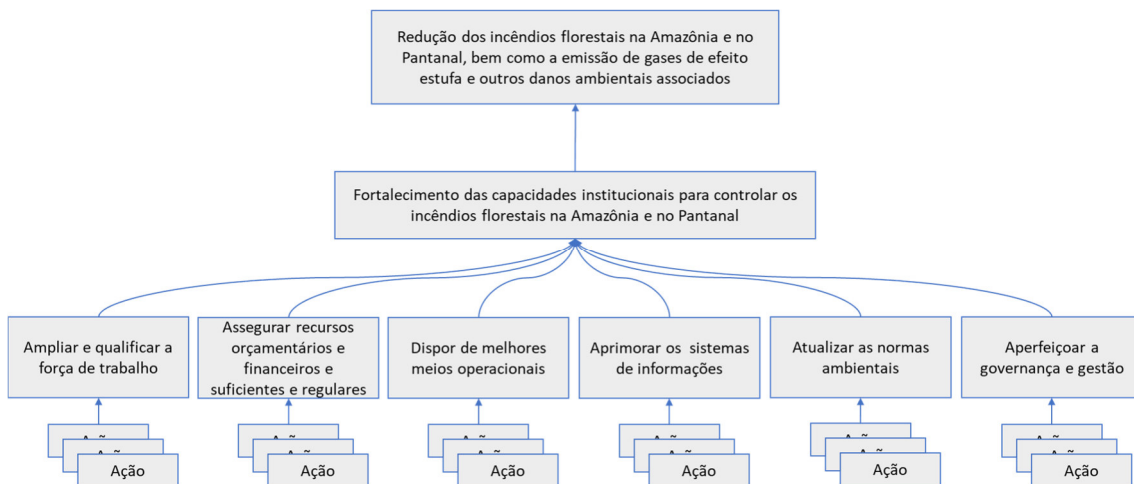 Redução dos incêndios florestais na Amazônia e no
Pantanal, bem como a emissão de gases de efeito
estufa e outros danos ambientais associados
Fortalecimento das capacidades institucionais para controlar os
incêndios florestais na Amazônia e no Pantanal
Ampliar e qualificar a
força de trabalho
Assegurar recursos
orçamentários e
financeiros e
suficientes e regulares
Dispor de melhores
meios operacionais
Aprimorar os sistemas
de informações
Atualizar as normas
ambientais
Aperfeiçoar a
governança e gestão
Ação
Ação
Ação
Ação
Ação
Ação